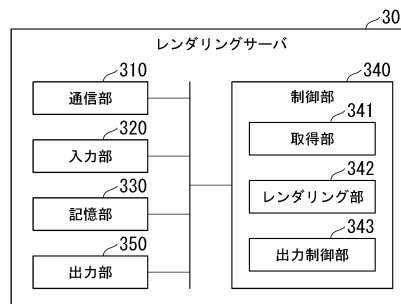 30
レンダリングサーバ
310
通信部
320
入力部
330
記憶部
350
出力部
340
制御部
341
取得部
342
レンダリング部
343
出力制御部